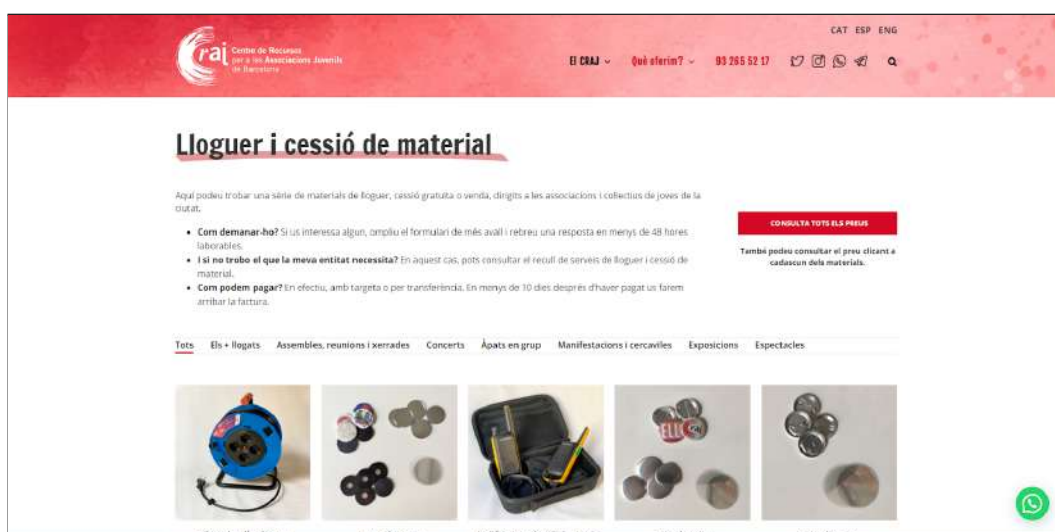 CAT ESP ENG
Craj Centre de Recursos
per a les Associacions Juvenils
de Barcelona
El CRAJ
Què oferim?
93 265 52 17
Lloguer i cessió de material
Aquí podeu trobar una sèrie de materials de lloguer, cessió gratuïta o venda, dirigits a les associacions i col·lectius de joves de la
ciutat.
• Com demanar-ho? Si us interessa algun, ompliu el formulari de més avall i rebreu una resposta en menys de 48 hores
laborables.
• I si no trobo el que la meva entitat necessita? En aquest cas, pots consultar el recull de serveis de lloguer i cessió de
material.
• Com podem pagar? En efectiu, amb targeta o per transferència. En menys de 10 dies després d'haver pagat us farem
arribar la factura.
CONSULTA TOTS ELS PREUS
També podeu consultar el preu clicant a
cadascun dels materials.
Tots Els + llogats Assemblees, reunions i xerrades Concerts Àpats en grup Manifestacions i cercaviles Exposicions Espectacles